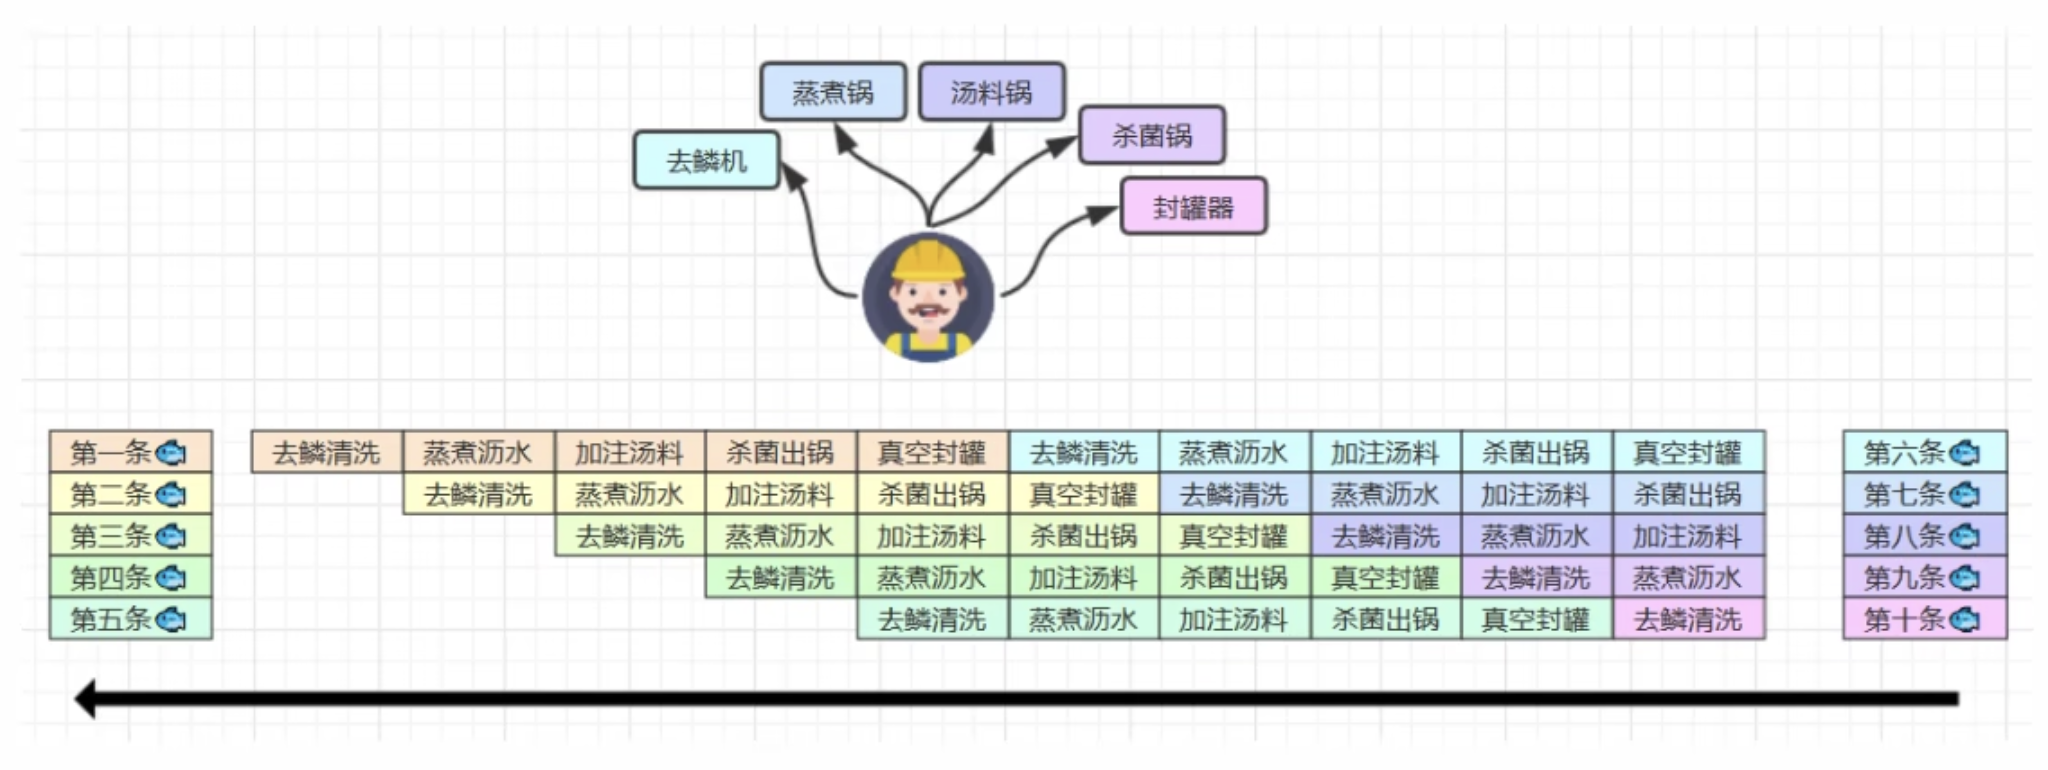 蒸煮锅 汤料锅
杀菌锅
去鳞机
封罐器
第一条 去鳞清洗 蒸煮沥水 加注汤料 杀菌出锅 真空封罐 去鳞清洗 蒸煮沥水 加注汤料 杀菌出锅 真空封罐 第六条
第二条 去鳞清洗 蒸煮沥水 加注汤料 杀菌出锅 真空封罐 去鳞清洗 蒸煮沥水 加注汤料 杀菌出锅 第七条
第三条 去鳞清洗 蒸煮沥水 加注汤料 杀菌出锅 真空封罐 去鳞清洗 蒸煮沥水 加注汤料 第八条
第四条 去鳞清洗 蒸煮沥水 加注汤料 杀菌出锅 真空封罐 去鳞清洗 蒸煮沥水 第九条
第五条 去鳞清洗 蒸煮沥水 加注汤料 杀菌出锅 真空封罐 去鳞清洗 第十条